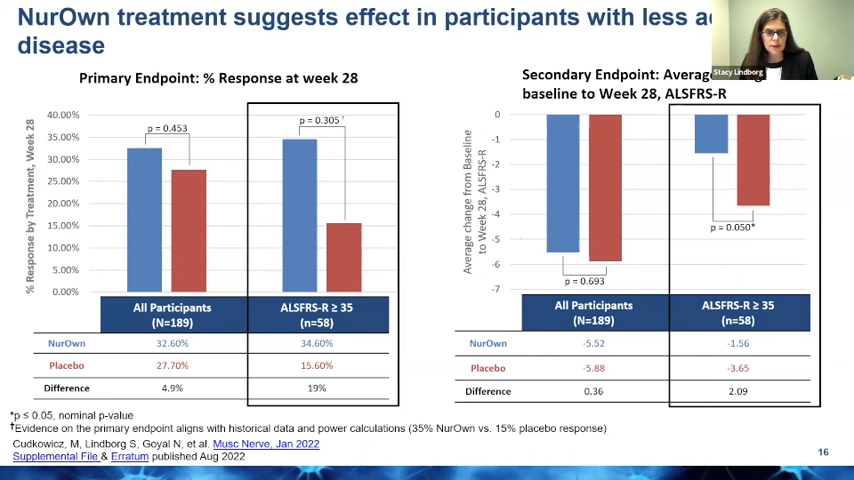 NurOwn treatment suggests effect in participants with less
disease
Stacy Lindborg
Primary Endpoint: % Response at week 28
Secondary Endpoint: Average
baseline to Week 28, ALSFRS-R
% Response by Treatment, Week 28
40.00%
35.00%
30.00%
25.00%
20.00%
15.00%
10.00%
5.00%
0.00%
p = 0.453
p = 0.305
Average change from Baseline
to Week 28, ALSFRS-R
0
-1
-2
-3
-4
-5
-6
-7
p = 0.693
p = 0.050*
All Participants
(N=189)
ALSFRS-R ≥ 35
(n=58)
NurOwn 32.60% 34.60%
Placebo 27.70% 15.60%
Difference 4.9% 19%
All Participants
(N=189)
ALSFRS-R ≥ 35
(n=58)
NurOwn -5.52 -1.56
Placebo -5.88 -3.65
Difference 0.36 2.09
*p ≤ 0.05, nominal p-value
†Evidence on the primary endpoint aligns with historical data and power calculations (35% NurOwn vs. 15% placebo response)
Cudkowicz, M, Lindborg S, Goyal N, et al. Musc Nerve, Jan 2022
Supplemental File & Erratum published Aug 2022
16